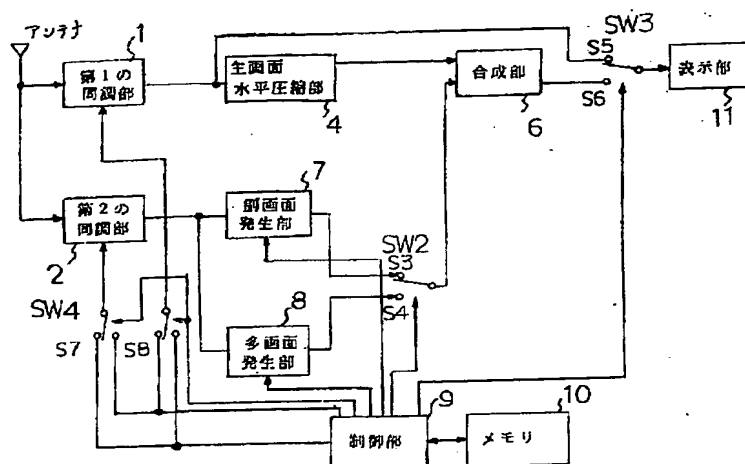 アンテナ
1
第1の
同調部
主画面
水平圧縮部
4
合成部
6
SW3
S5
S6
表示部
11
第2の
同調部
2
7
副画面
発生部
SW2
S3
S4
8
多画面
発生部
SW4
S7
S8
9
制御部
10
メモリ